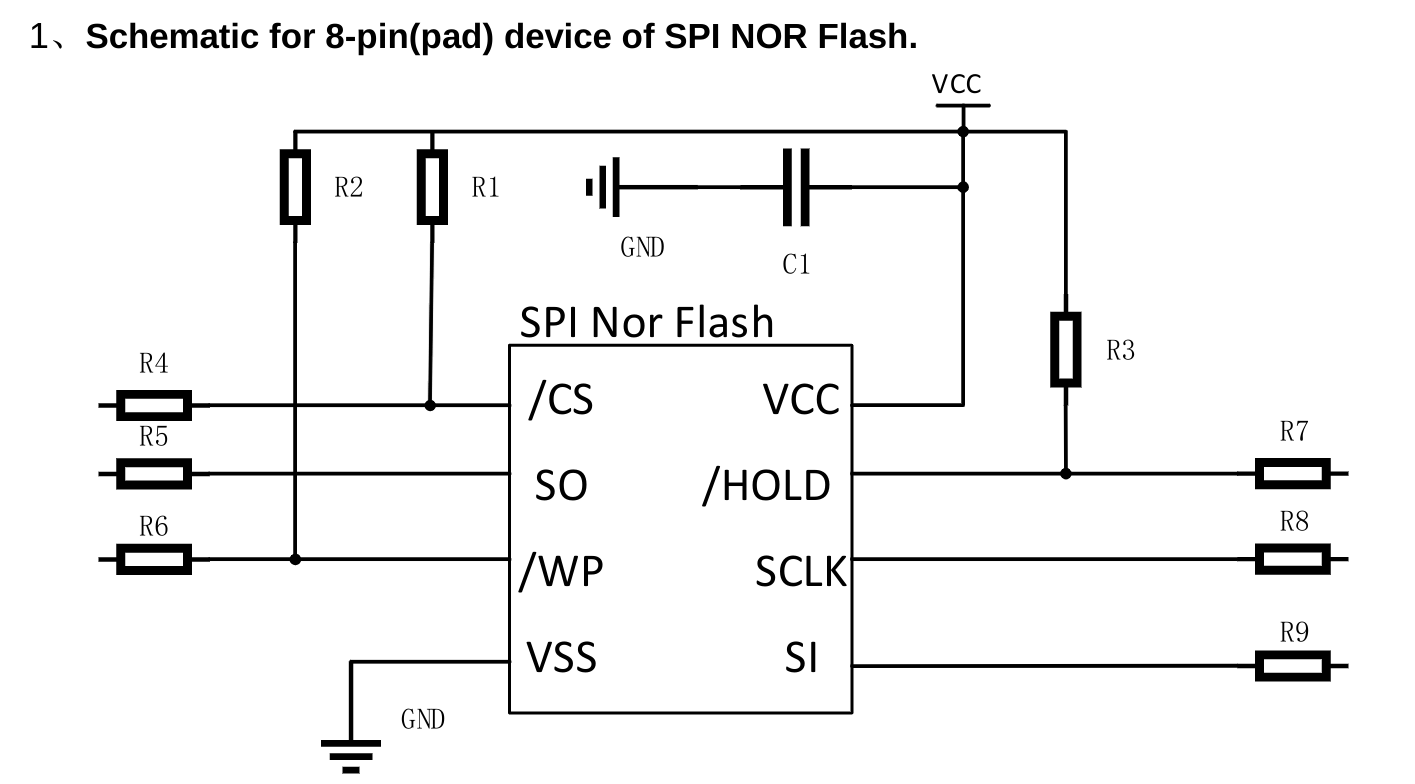 1、Schematic for 8-pin(pad) device of SPI NOR Flash.
VCC
R2
R1
GND
C1
SPI Nor Flash
R3
R4
/CS
VCC
R5
R7
SO
/HOLD
R6
R8
/WP
SCLK
R9
VSS
SI
GND